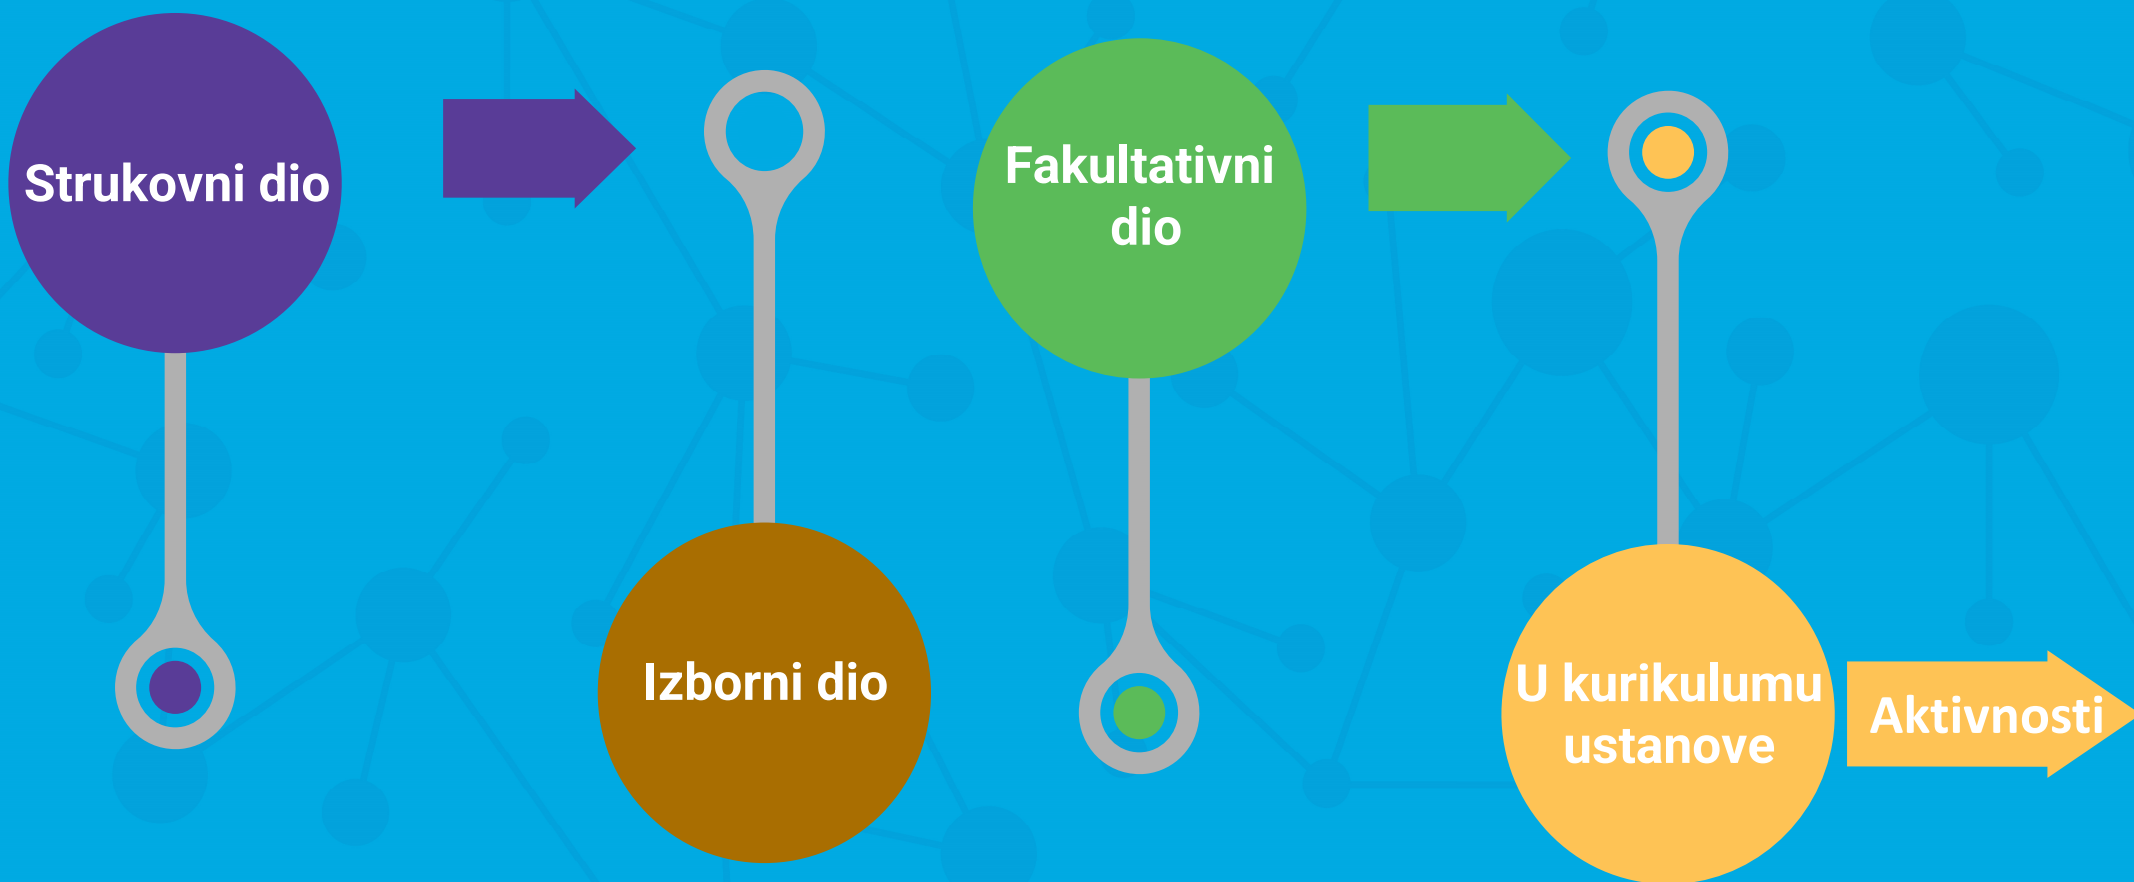 Strukovni dio
Izborni dio
Fakultativni
dio
U kurikulumu
ustanove
Aktivnosti